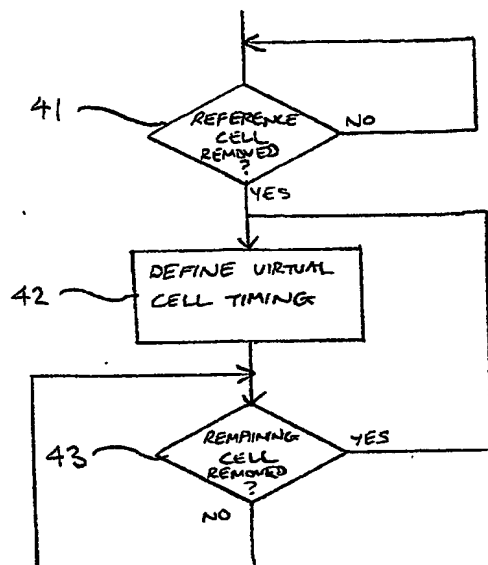 41
REFERENCE
CELL
REMOVED
?
NO
YES
42
DEFINE VIRTUAL
CELL TIMING
43
REMAINING
CELL
REMOVED
?
YES
NO